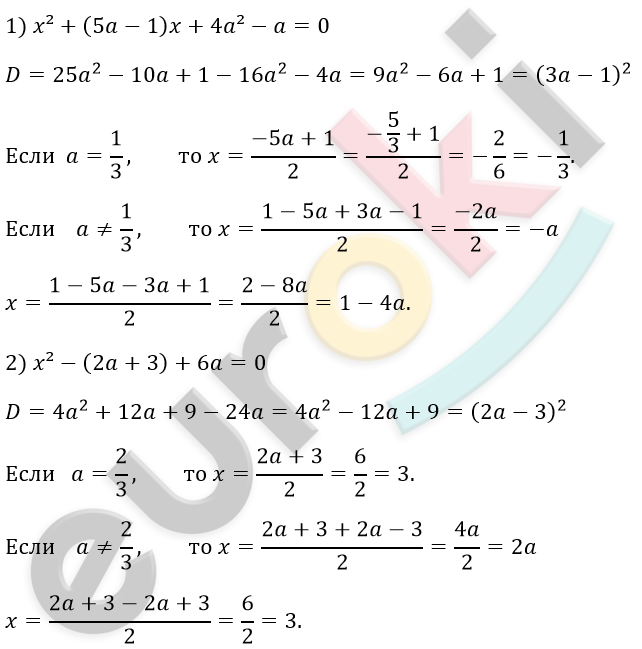 1) x² + (5a − 1)x + 4a² − a = 0
D = 25a² − 10a + 1 − 16a² − 4a = 9a² − 6a + 1 = (3a − 1)²
Если a = 1/3, то x = (−5a + 1)/2 = (−5/3 + 1)/2 = −2/6 = −1/3.
Если a ≠ 1/3, то x = (1 − 5a + 3a − 1)/2 = (−2a)/2 = −a
x = (1 − 5a − 3a + 1)/2 = (2 − 8a)/2 = 1 − 4a.
2) x² − (2a + 3) + 6a = 0
D = 4a² + 12a + 9 − 24a = 4a² − 12a + 9 = (2a − 3)²
Если a = 2/3, то x = (2a + 3)/2 = 6/2 = 3.
Если a ≠ 2/3, то x = (2a + 3 + 2a − 3)/2 = 4a/2 = 2a
x = (2a + 3 − 2a + 3)/2 = 6/2 = 3.
euroki